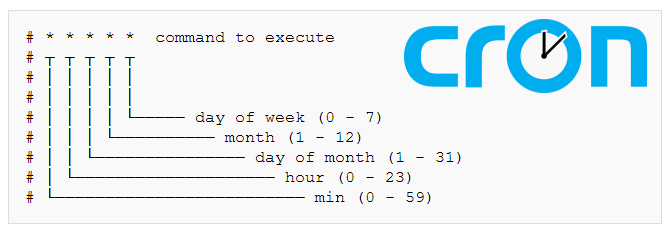 # * * * * * command to execute
# ┬ ┬ ┬ ┬ ┬
# │ │ │ │ │
# │ │ │ │ │
# │ │ │ │ └───── day of week (0 - 7)
# │ │ │ └────────── month (1 - 12)
# │ │ └─────────────── day of month (1 - 31)
# │ └──────────────────── hour (0 - 23)
# └───────────────────────── min (0 - 59)
cron